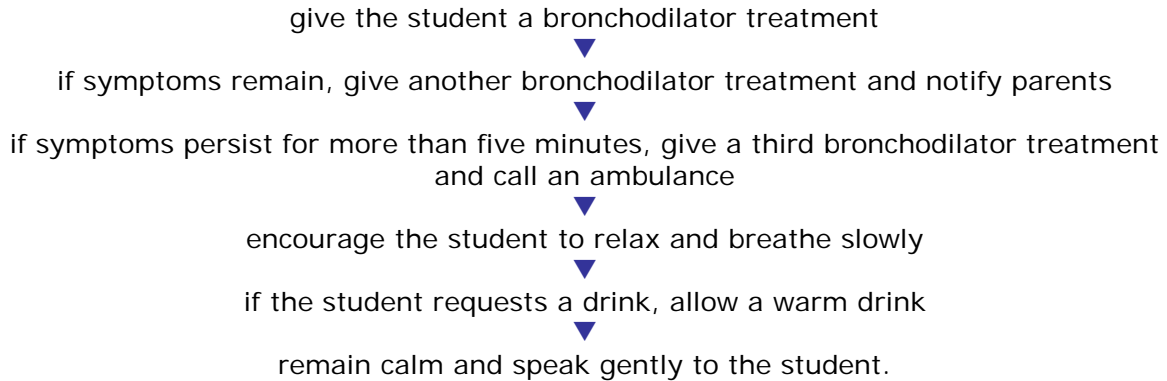 give the student a bronchodilator treatment
if symptoms remain, give another bronchodilator treatment and notify parents
if symptoms persist for more than five minutes, give a third bronchodilator treatment
and call an ambulance
encourage the student to relax and breathe slowly
if the student requests a drink, allow a warm drink
remain calm and speak gently to the student.